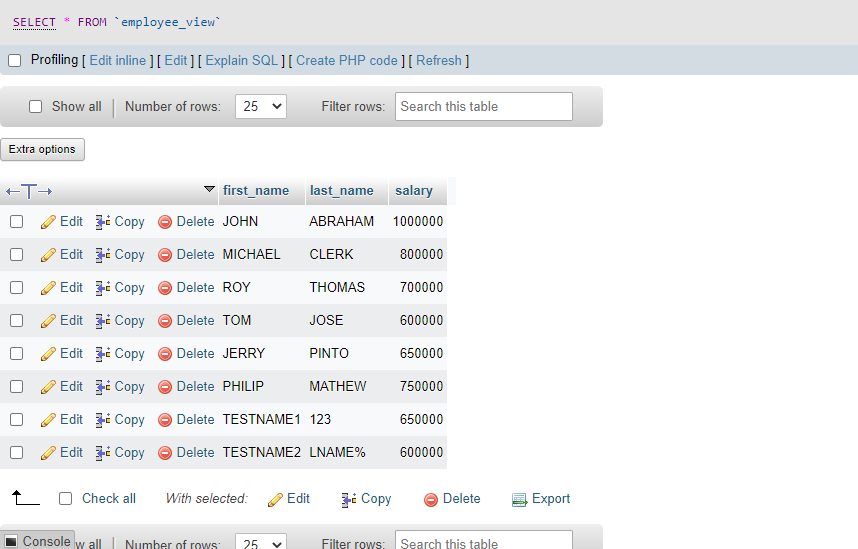 SELECT * FROM `employee_view`
Profiling [ Edit inline ] [ Edit ] [ Explain SQL ] [ Create PHP code ] [ Refresh ]
Show all Number of rows: 25 Filter rows: Search this table
Extra options
first_name last_name salary
Edit Copy Delete JOHN ABRAHAM 1000000
Edit Copy Delete MICHAEL CLERK 800000
Edit Copy Delete ROY THOMAS 700000
Edit Copy Delete TOM JOSE 600000
Edit Copy Delete JERRY PINTO 650000
Edit Copy Delete PHILIP MATHEW 750000
Edit Copy Delete TESTNAME1 123 650000
Edit Copy Delete TESTNAME2 LNAME% 600000
Check all With selected: Edit Copy Delete Export
Console w all Number of rows: 25 Filter rows: Search this table